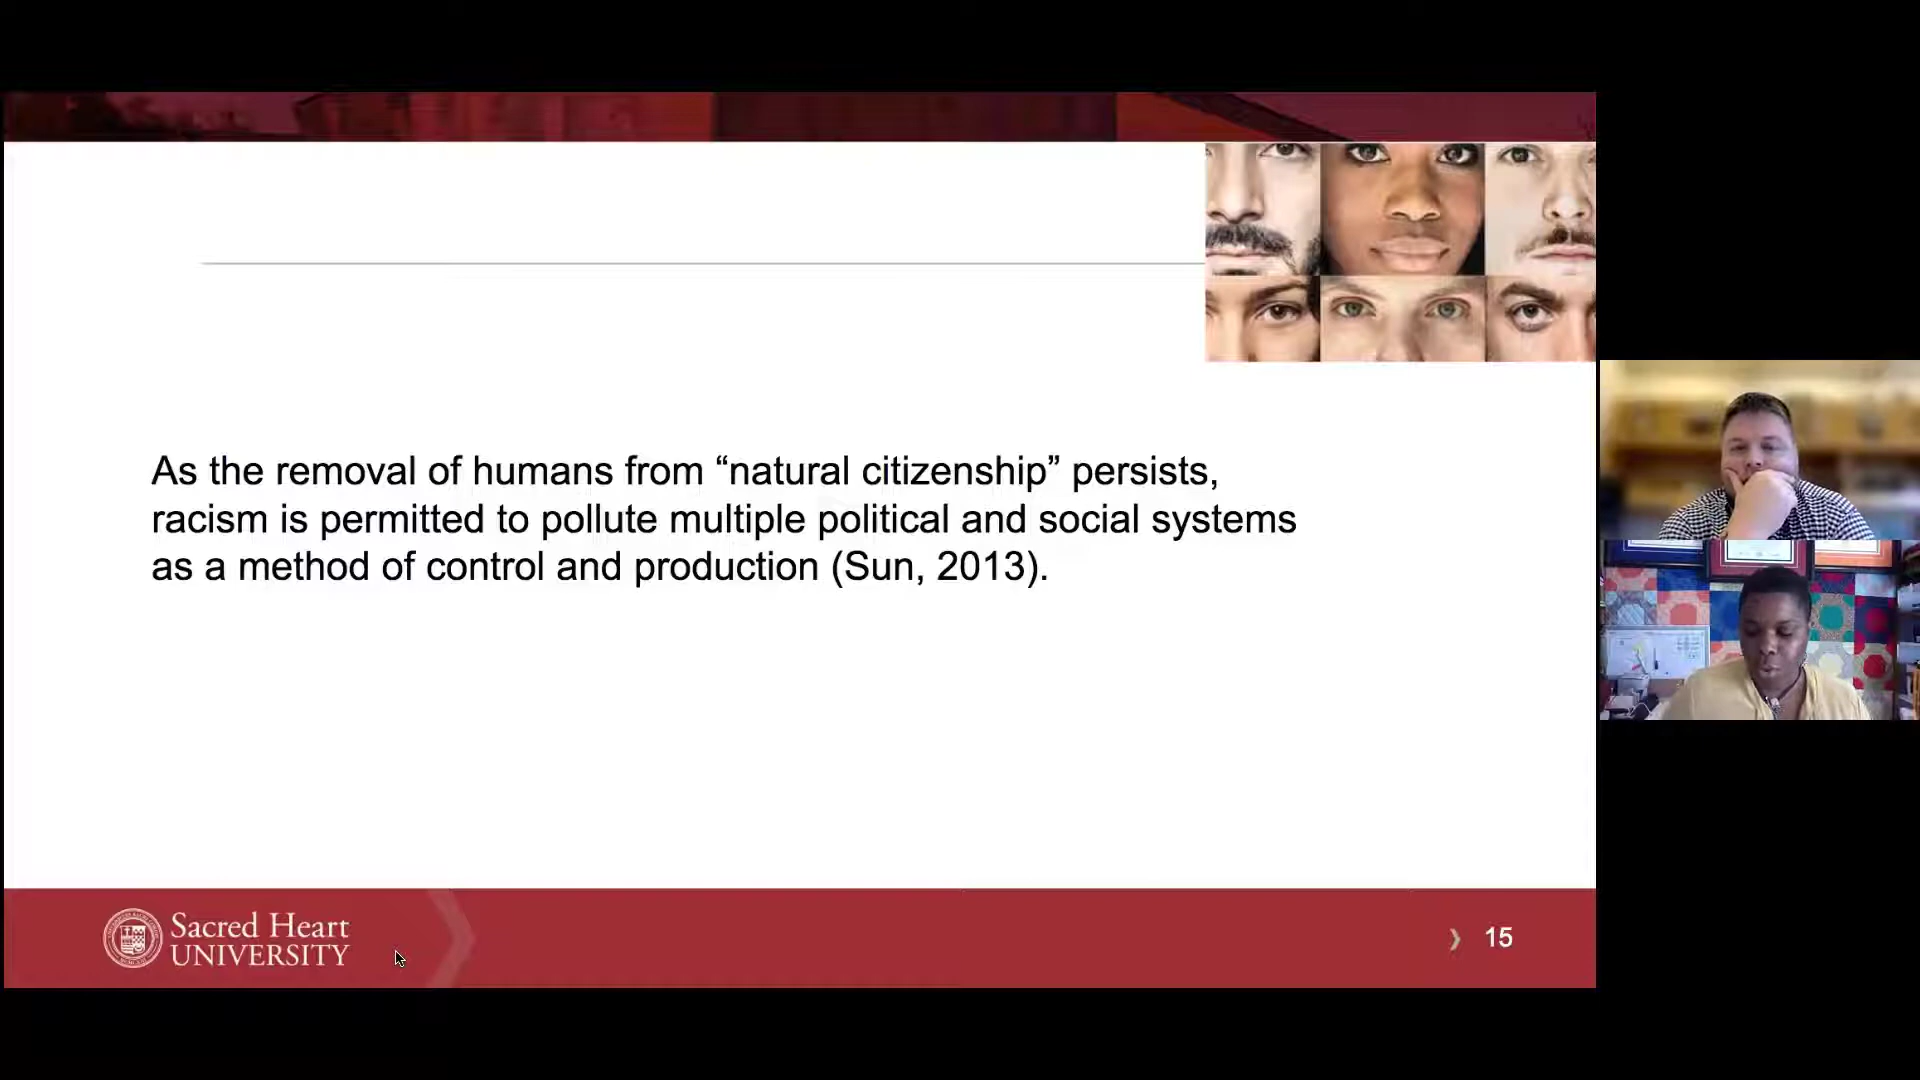 As the removal of humans from “natural citizenship” persists,
racism is permitted to pollute multiple political and social systems
as a method of control and production (Sun, 2013).
Sacred Heart
UNIVERSITY
15